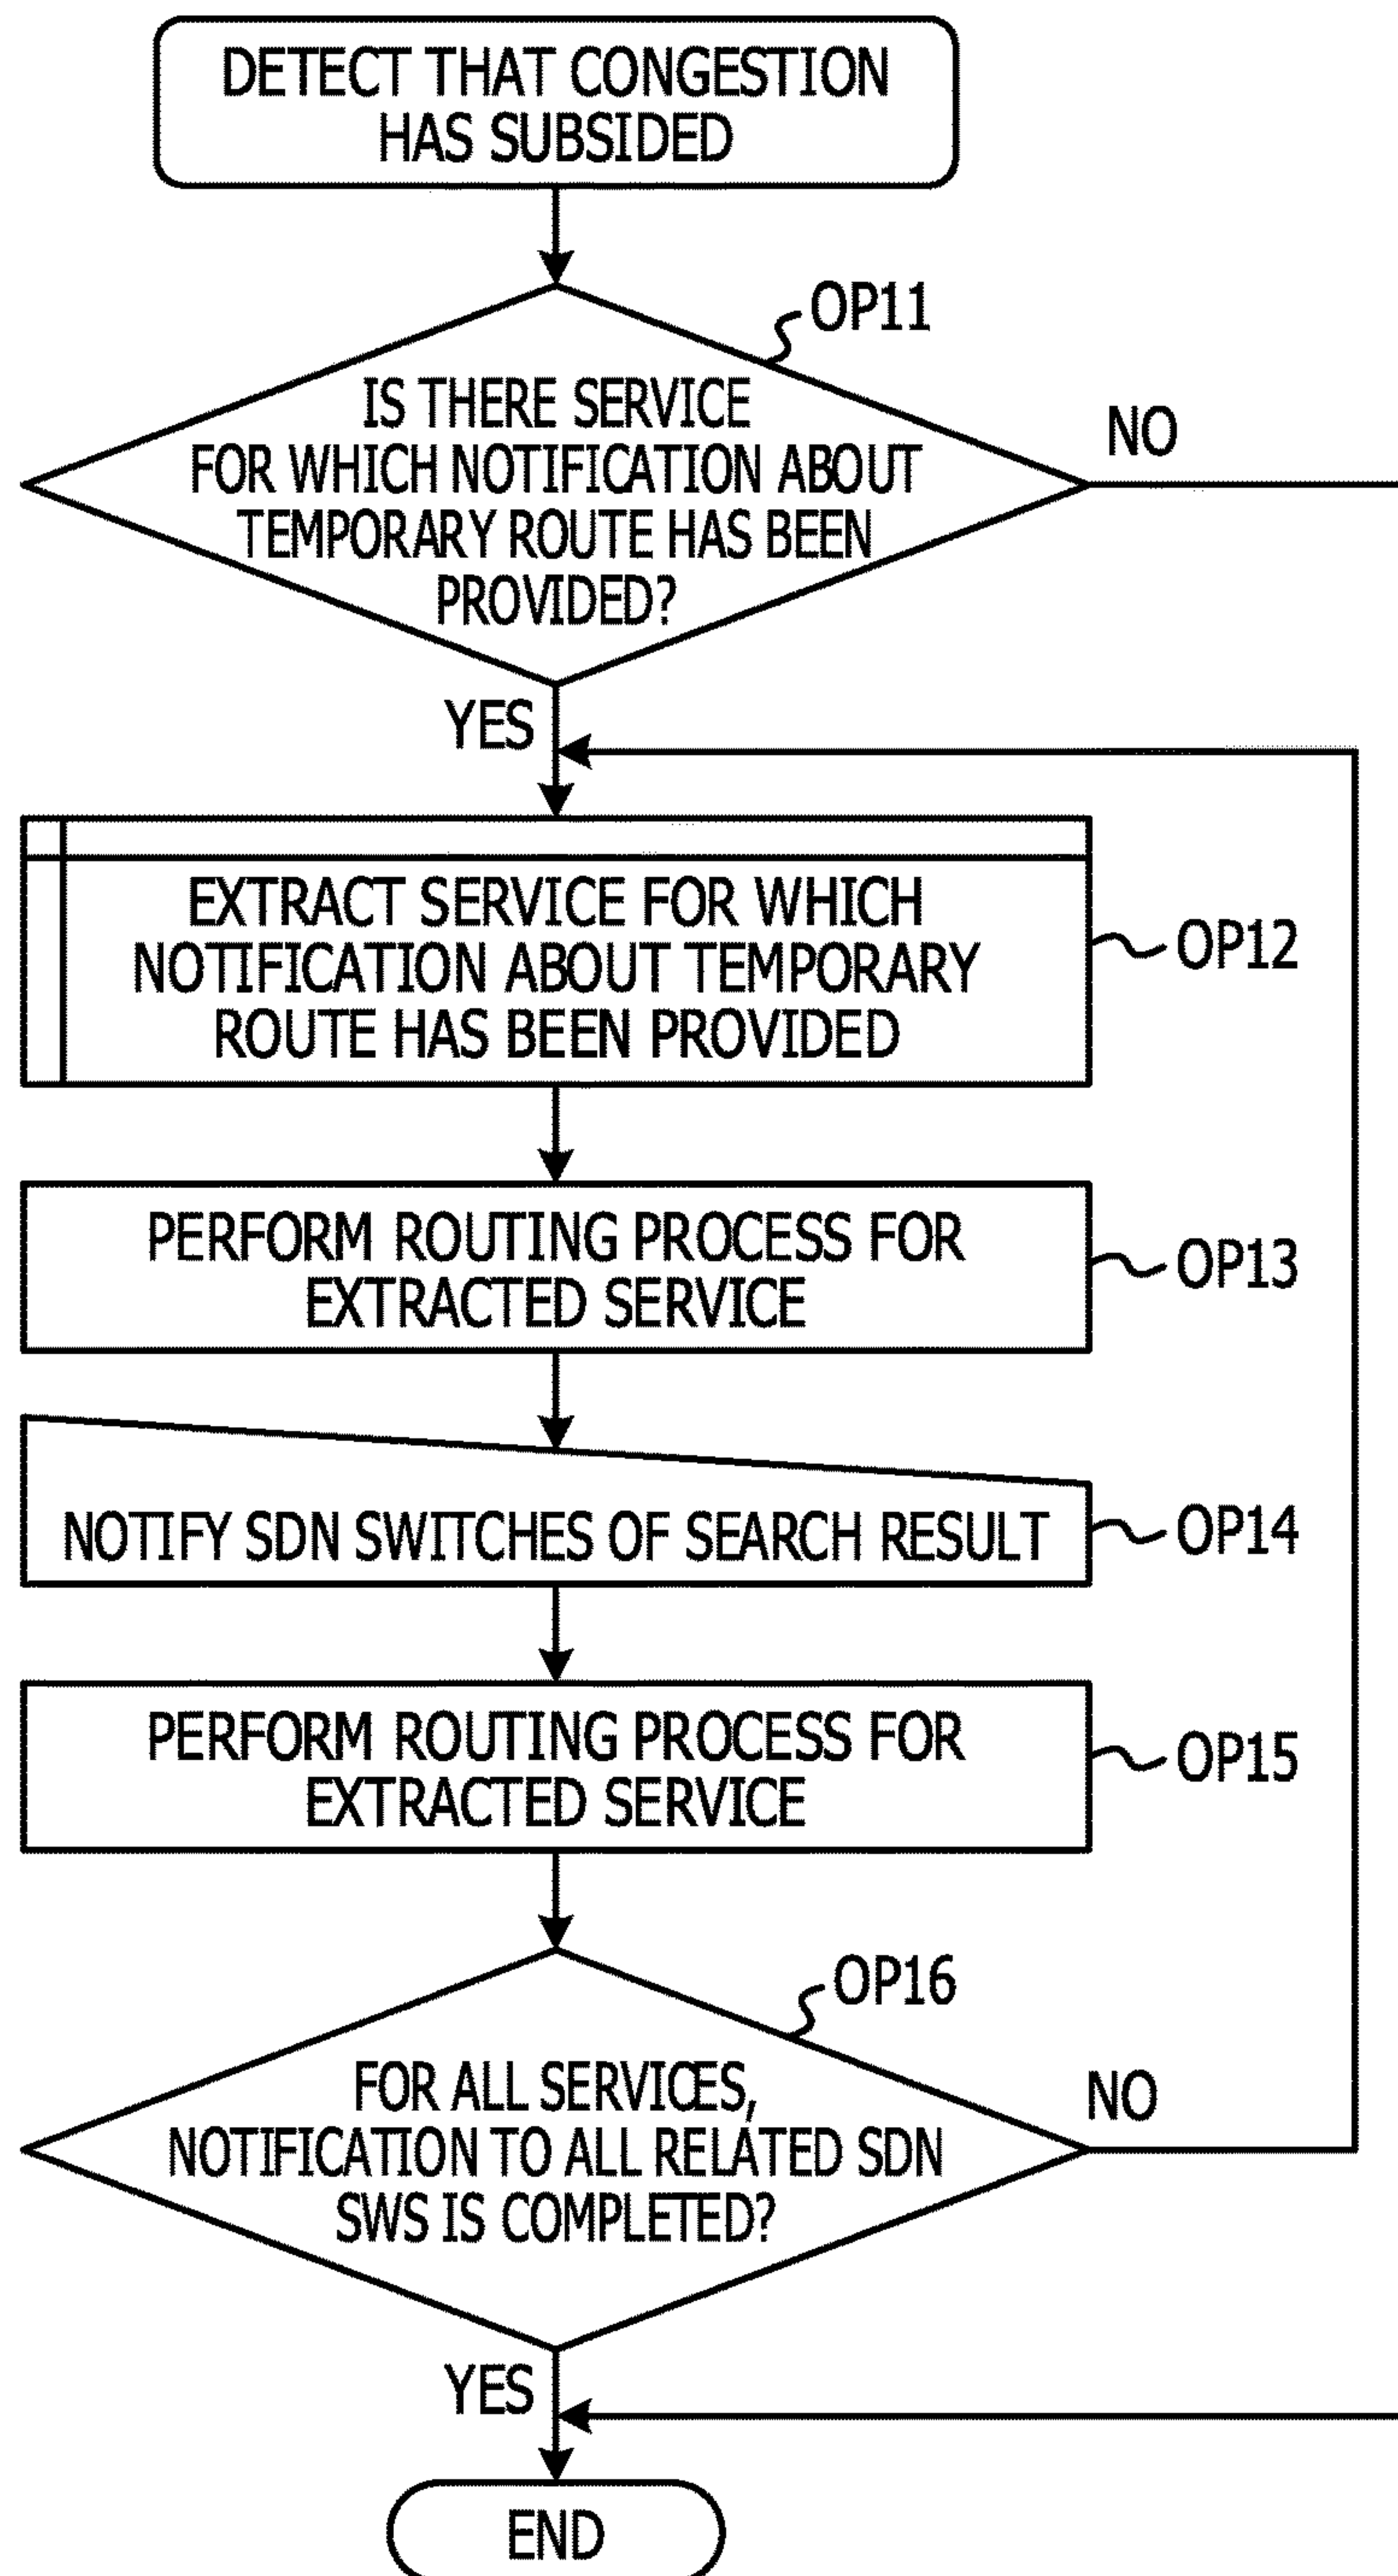 DETECT THAT CONGESTION
HAS SUBSIDED
OP11
IS THERE SERVICE
FOR WHICH NOTIFICATION ABOUT
TEMPORARY ROUTE HAS BEEN
PROVIDED?
NO
YES
EXTRACT SERVICE FOR WHICH
NOTIFICATION ABOUT TEMPORARY
ROUTE HAS BEEN PROVIDED
OP12
PERFORM ROUTING PROCESS FOR
EXTRACTED SERVICE
OP13
NOTIFY SDN SWITCHES OF SEARCH RESULT
OP14
PERFORM ROUTING PROCESS FOR
EXTRACTED SERVICE
OP15
OP16
FOR ALL SERVICES,
NOTIFICATION TO ALL RELATED SDN
SWS IS COMPLETED?
NO
YES
END